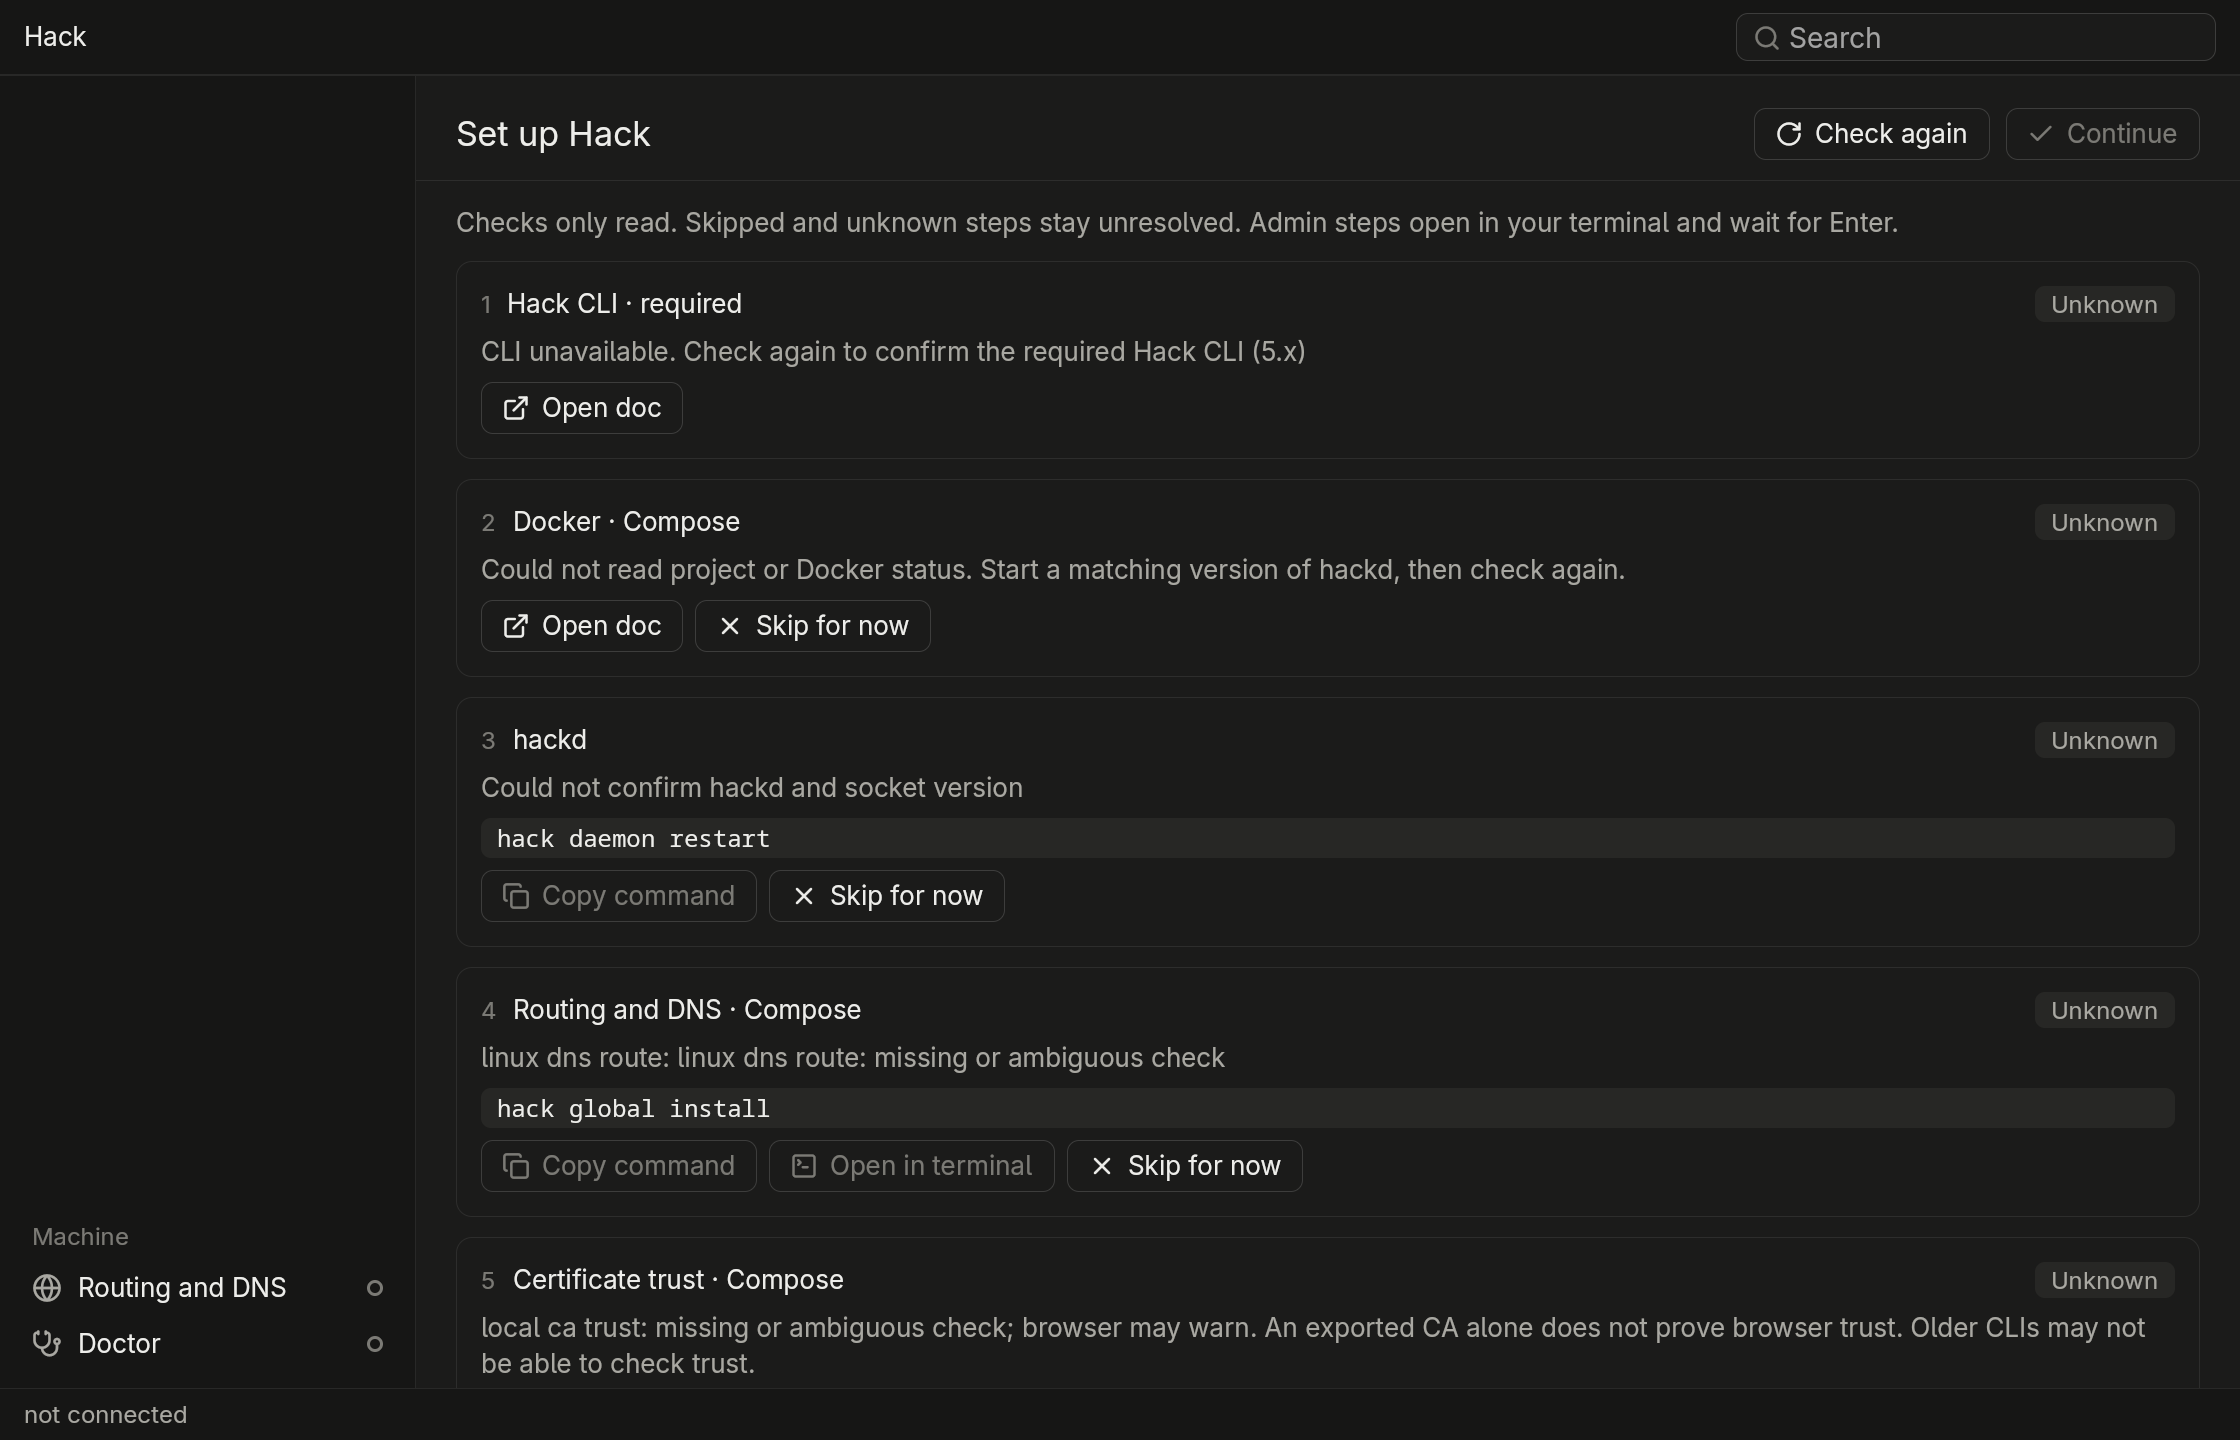 Hack
Search
Set up Hack
Check again
Continue
Checks only read. Skipped and unknown steps stay unresolved. Admin steps open in your terminal and wait for Enter.
1 Hack CLI · required
Unknown
CLI unavailable. Check again to confirm the required Hack CLI (5.x)
Open doc
2 Docker · Compose
Unknown
Could not read project or Docker status. Start a matching version of hackd, then check again.
Open doc
Skip for now
3 hackd
Unknown
Could not confirm hackd and socket version
hack daemon restart
Copy command
Skip for now
4 Routing and DNS · Compose
Unknown
linux dns route: linux dns route: missing or ambiguous check
hack global install
Copy command
Open in terminal
Skip for now
5 Certificate trust · Compose
Unknown
local ca trust: missing or ambiguous check; browser may warn. An exported CA alone does not prove browser trust. Older CLIs may not
be able to check trust.
Machine
Routing and DNS
Doctor
not connected